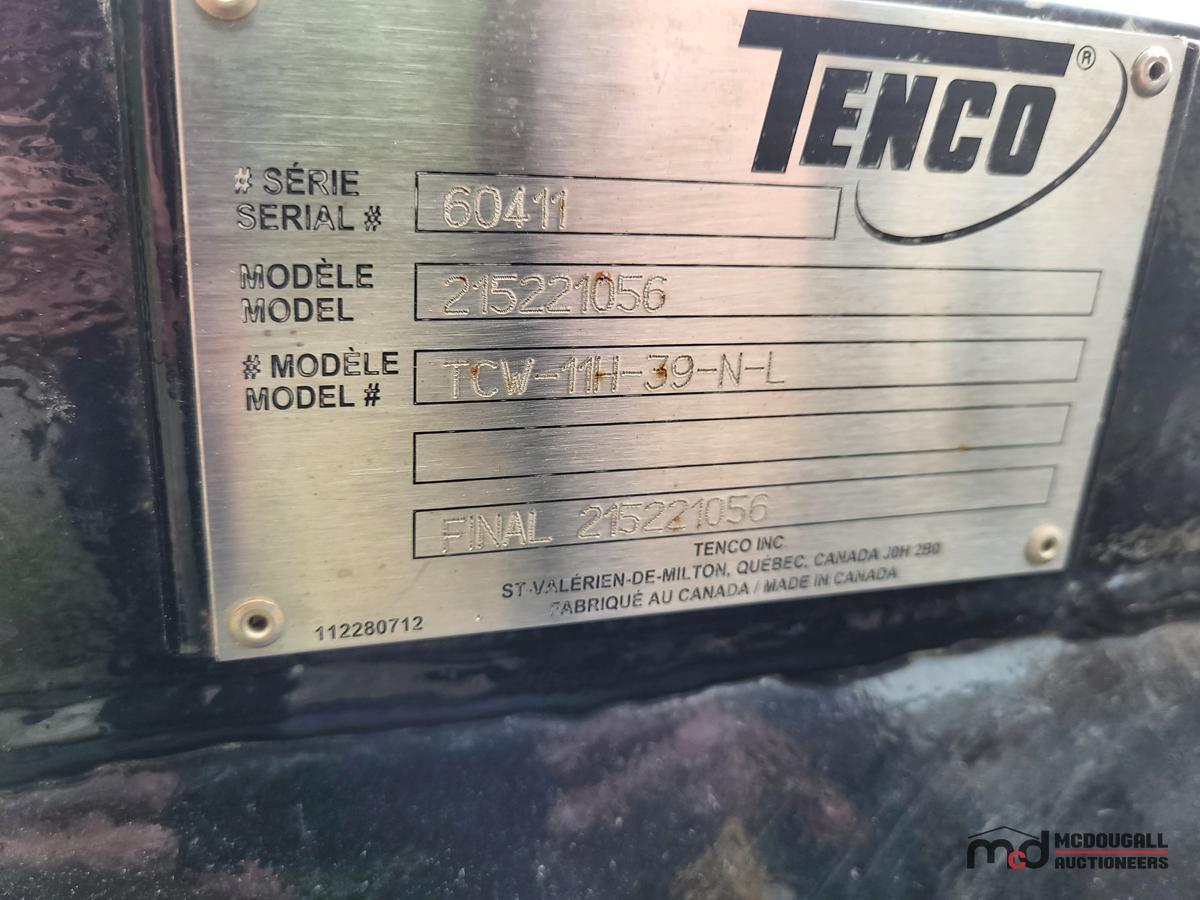 TENCO®
# SÉRIE
SERIAL # 60411
MODÈLE
MODEL 215221056
# MODÈLE
MODEL # TCW-11H-39-N-L
FINAL 215221056
TENCO INC.
ST-VALÉRIEN-DE-MILTON, QUÉBEC, CANADA J0H 2B0
FABRIQUÉ AU CANADA / MADE IN CANADA
112280712
mcd MCDOUGALL
AUCTIONEERS